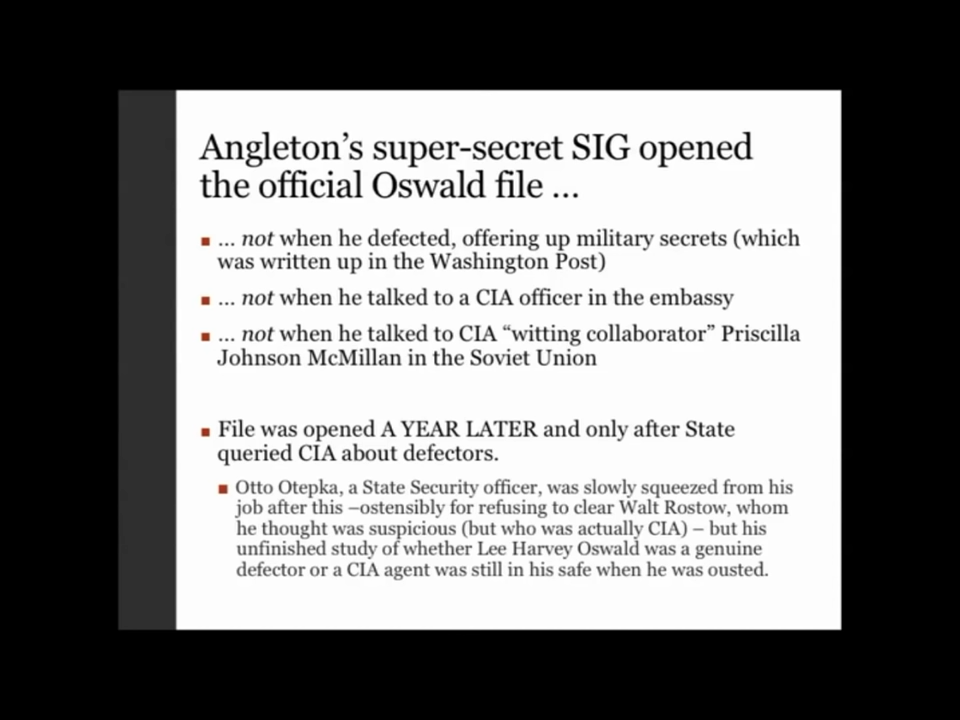 Angleton's super-secret SIG opened
the official Oswald file ...
▪ ... not when he defected, offering up military secrets (which
was written up in the Washington Post)
▪ ... not when he talked to a CIA officer in the embassy
▪ ... not when he talked to CIA “witting collaborator” Priscilla
Johnson McMillan in the Soviet Union
▪ File was opened A YEAR LATER and only after State
queried CIA about defectors.
▪ Otto Otepka, a State Security officer, was slowly squeezed from his
job after this –ostensibly for refusing to clear Walt Rostow, whom
he thought was suspicious (but who was actually CIA) – but his
unfinished study of whether Lee Harvey Oswald was a genuine
defector or a CIA agent was still in his safe when he was ousted.